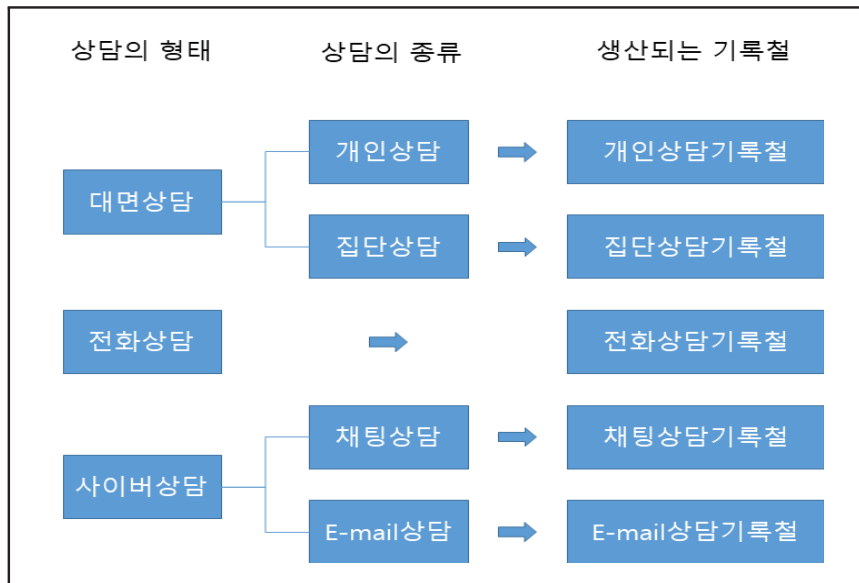 상담의 형태 상담의 종류 생산되는 기록철
개인상담 개인상담기록철
대면상담
집단상담 집단상담기록철
전화상담 전화상담기록철
채팅상담 채팅상담기록철
사이버상담
E-mail상담 E-mail상담기록철